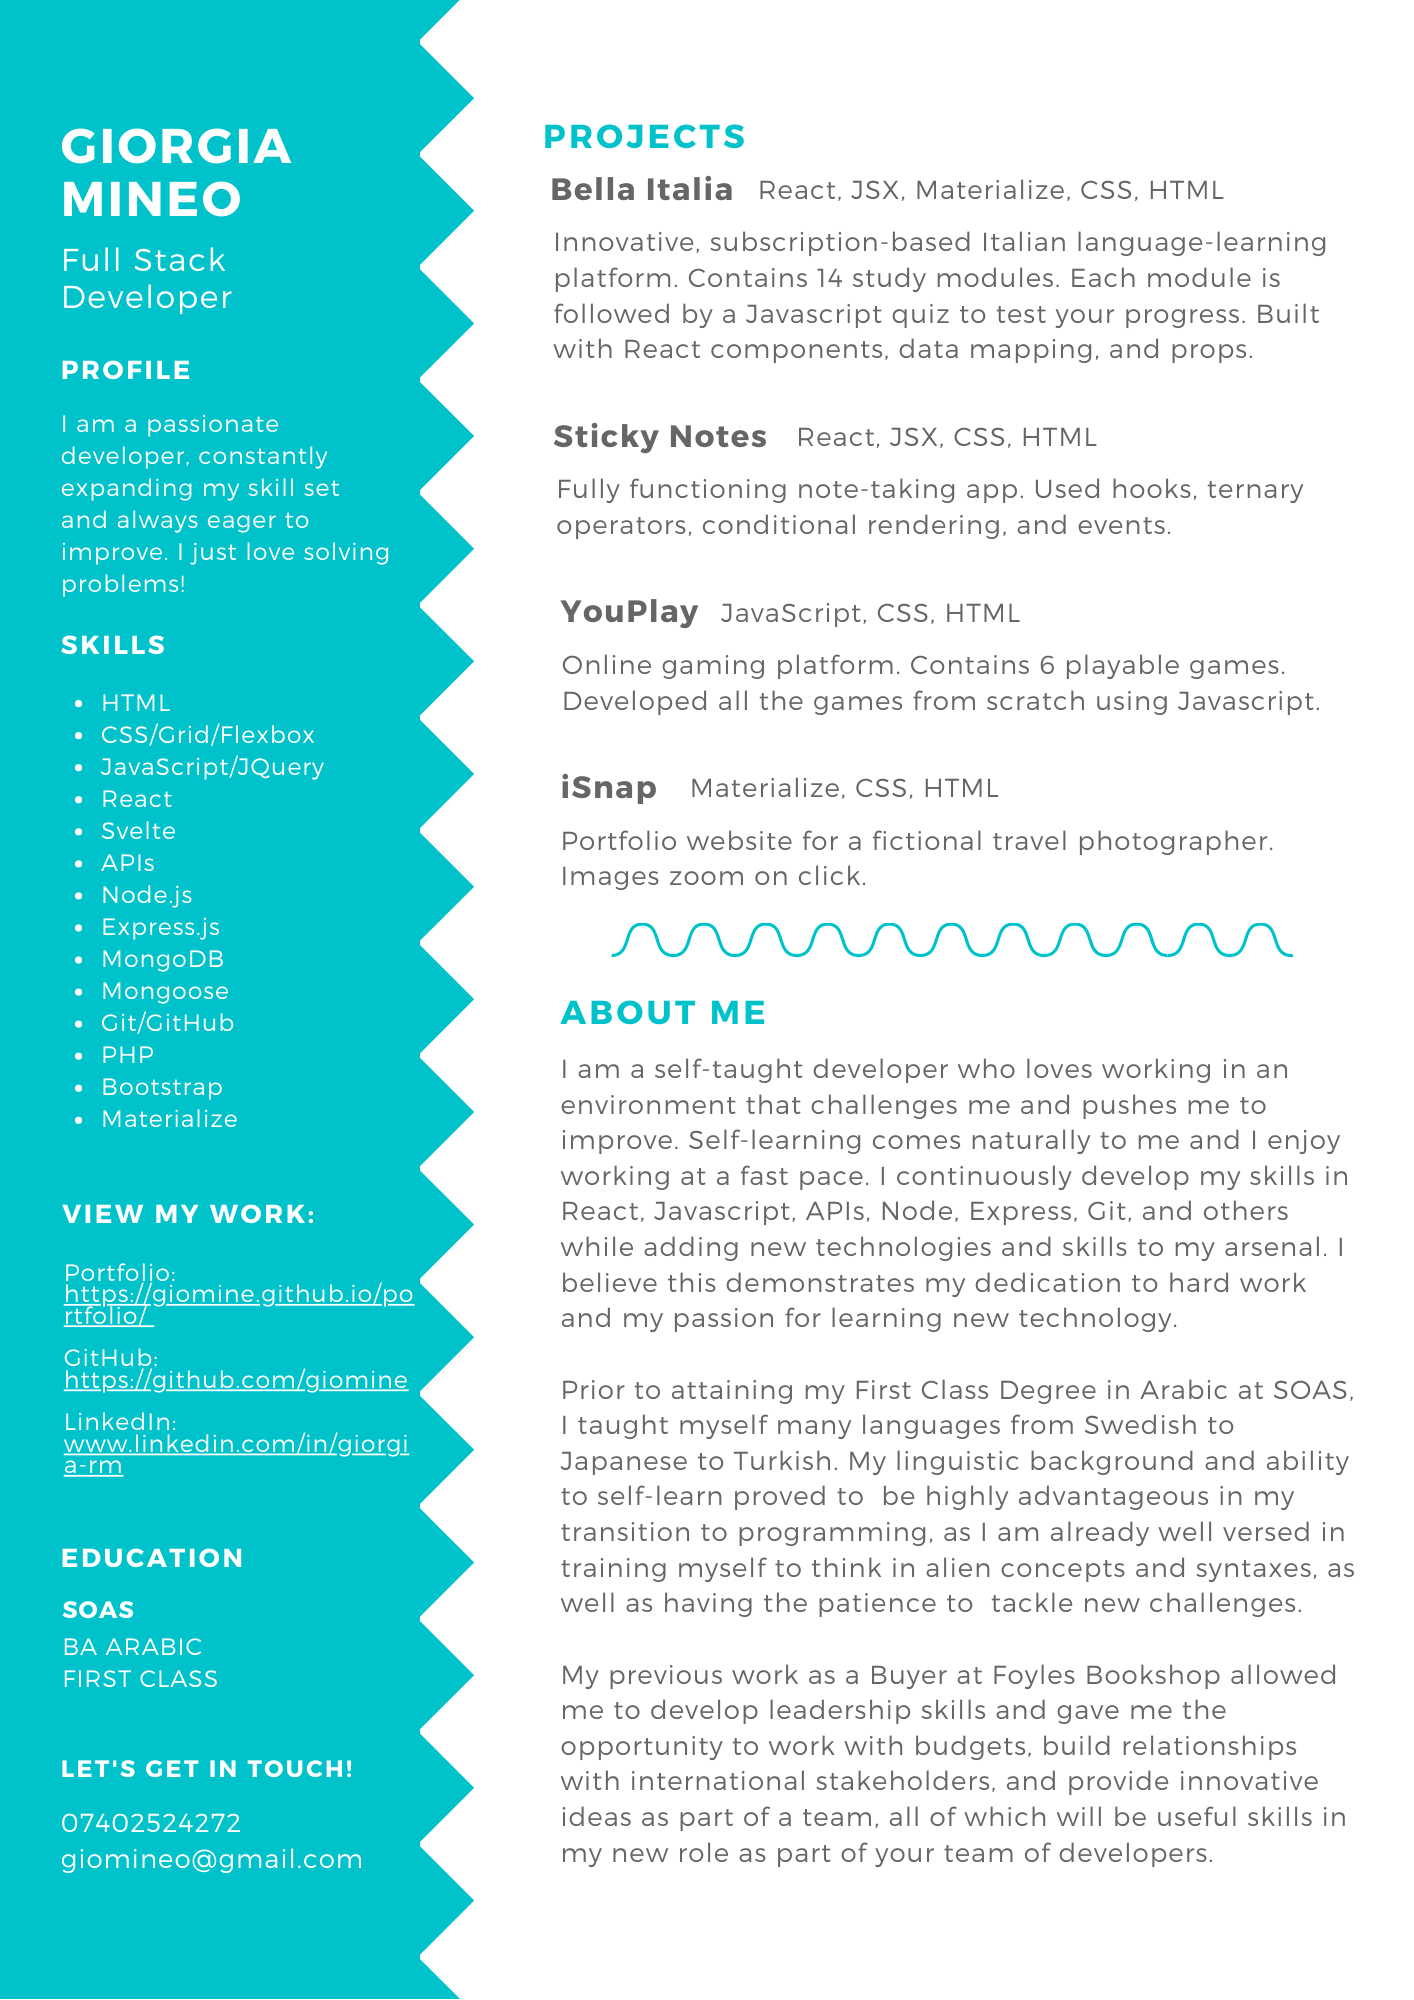 GIORGIA
MINEO
Full Stack
Developer
PROFILE
I am a passionate
developer, constantly
expanding my skill set
and always eager to
improve. I just love solving
problems!
SKILLS
• HTML
• CSS/Grid/Flexbox
• JavaScript/JQuery
• React
• Svelte
• APIs
• Node.js
• Express.js
• MongoDB
• Mongoose
• Git/GitHub
• PHP
• Bootstrap
• Materialize
VIEW MY WORK:
Portfolio:
https://giomine.github.io/po
rtfolio/
GitHub:
https://github.com/giomine
LinkedIn:
www.linkedin.com/in/giorgi
a-rm
EDUCATION
SOAS
BA ARABIC
FIRST CLASS
LET'S GET IN TOUCH!
07402524272
giomineo@gmail.com
PROJECTS
Bella Italia React, JSX, Materialize, CSS, HTML
Innovative, subscription-based Italian language-learning
platform. Contains 14 study modules. Each module is
followed by a Javascript quiz to test your progress. Built
with React components, data mapping, and props.
Sticky Notes React, JSX, CSS, HTML
Fully functioning note-taking app. Used hooks, ternary
operators, conditional rendering, and events.
YouPlay JavaScript, CSS, HTML
Online gaming platform. Contains 6 playable games.
Developed all the games from scratch using Javascript.
iSnap Materialize, CSS, HTML
Portfolio website for a fictional travel photographer.
Images zoom on click.
ABOUT ME
I am a self-taught developer who loves working in an
environment that challenges me and pushes me to
improve. Self-learning comes naturally to me and I enjoy
working at a fast pace. I continuously develop my skills in
React, Javascript, APIs, Node, Express, Git, and others
while adding new technologies and skills to my arsenal. I
believe this demonstrates my dedication to hard work
and my passion for learning new technology.
Prior to attaining my First Class Degree in Arabic at SOAS,
I taught myself many languages from Swedish to
Japanese to Turkish. My linguistic background and ability
to self-learn proved to  be highly advantageous in my
transition to programming, as I am already well versed in
training myself to think in alien concepts and syntaxes, as
well as having the patience to  tackle new challenges.
My previous work as a Buyer at Foyles Bookshop allowed
me to develop leadership skills and gave me the
opportunity to work with budgets, build relationships
with international stakeholders, and provide innovative
ideas as part of a team, all of which will be useful skills in
my new role as part of your team of developers.